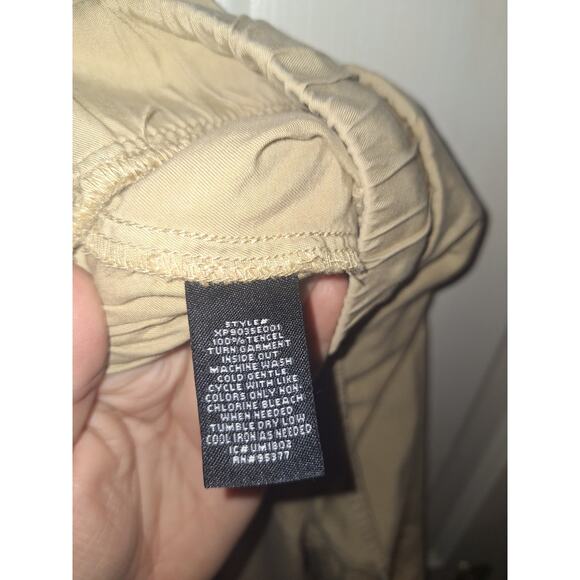 STYLE#
XP9035E001
100% TENCEL
TURN GARMENT
INSIDE OUT
MACHINE WASH
COLD GENTLE
CYCLE WITH LIKE
COLORS ONLY NON-
CHLORINE BLEACH
WHEN NEEDED
TUMBLE DRY LOW
COOL IRON AS NEEDED
IC#UM1804
RN#95377